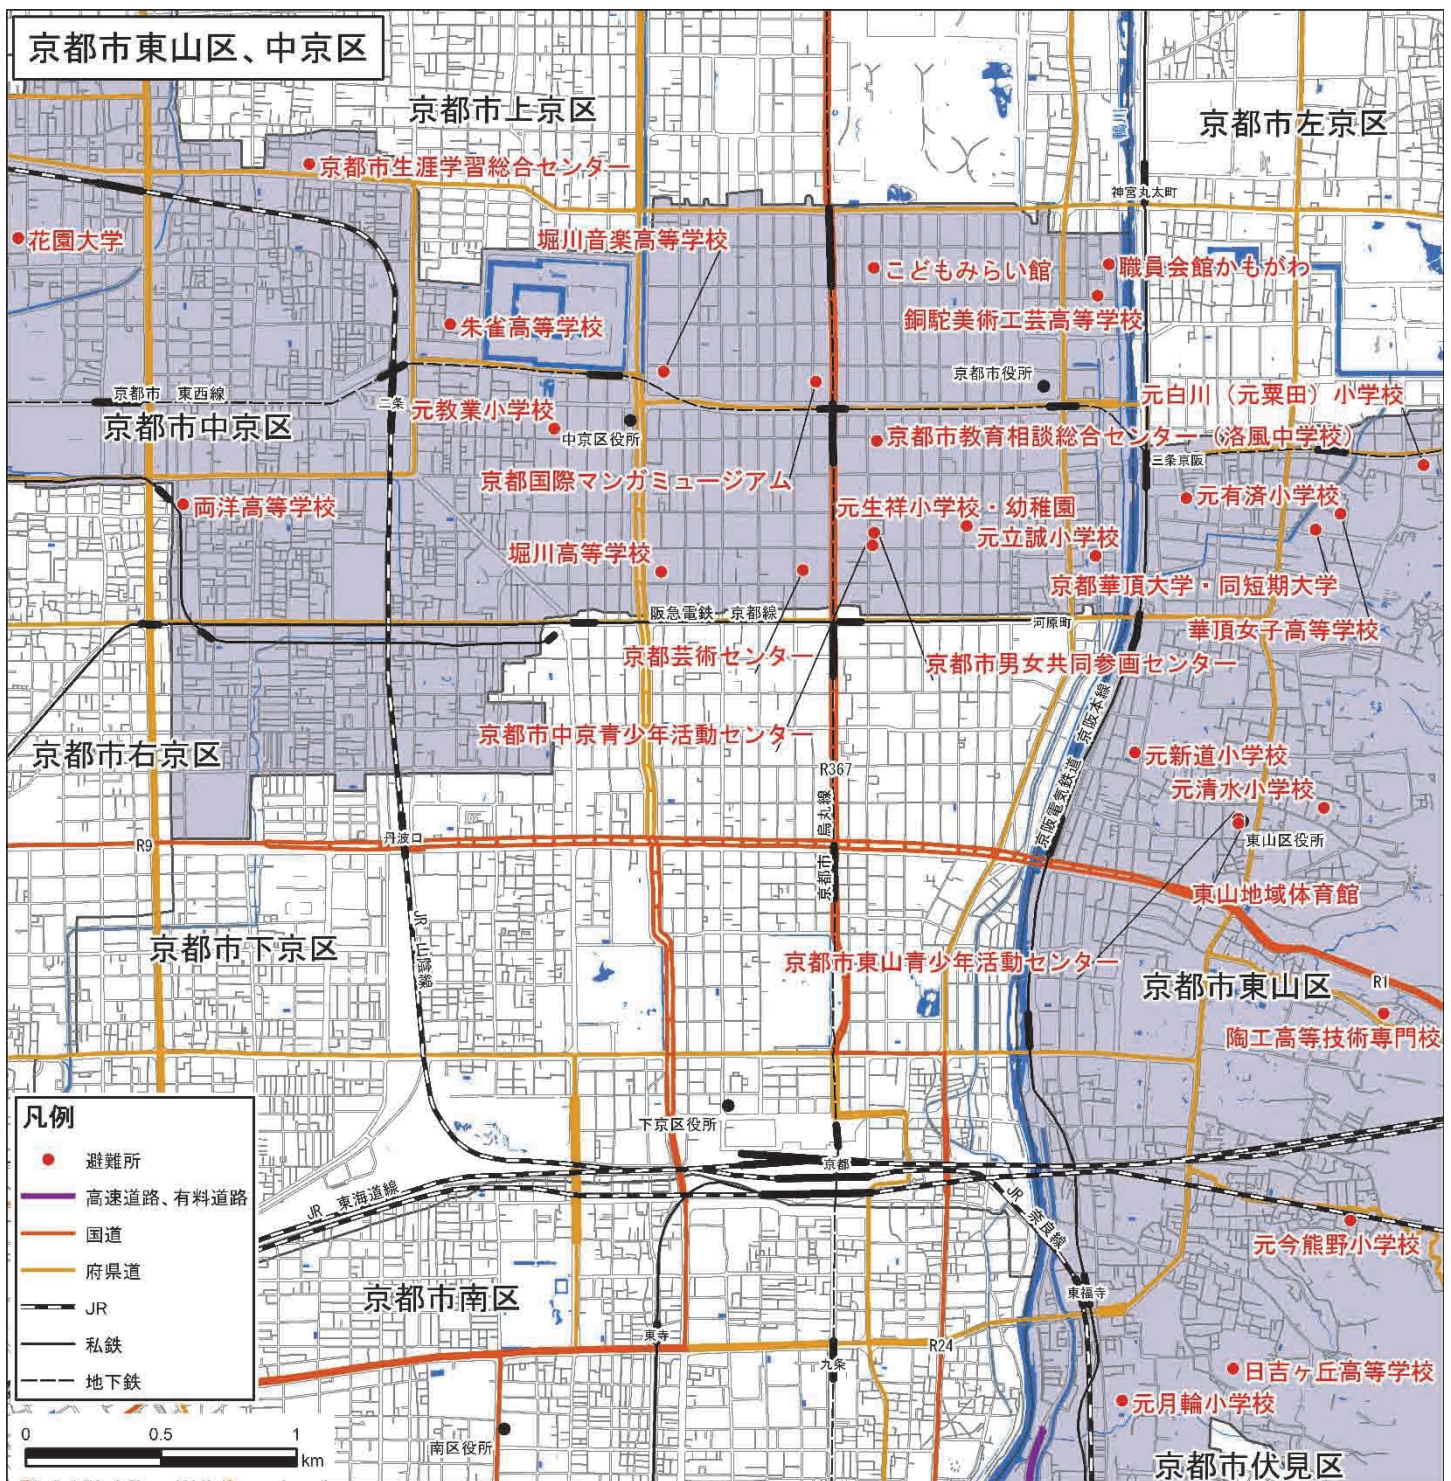 京都市東山区、中京区
京都市上京区
京都市左京区
鴨川
京都市生涯学習総合センター
神宮丸太町
花園大学
堀川音楽高等学校
こどもみらい館
職員会館かもがわ
朱雀高等学校
銅駝美術工芸高等学校
京都市役所
京都市 東西線
二条
元教業小学校
元白川（元粟田）小学校
京都市中京区
中京区役所
京都市教育相談総合センター（洛風中学校）
三条京阪
京都国際マンガミュージアム
両洋高等学校
元生祥小学校・幼稚園
元有済小学校
元立誠小学校
堀川高等学校
京都華頂大学・同短期大学
阪急電鉄 京都線
河原町
華頂女子高等学校
京都芸術センター
京都市男女共同参画センター
京都市中京青少年活動センター
京阪電気鉄道 京阪本線
京都市右京区
元新道小学校
R367
元清水小学校
京都市 烏丸線
R9
丹波口
東山区役所
東山地域体育館
京都市下京区
JR 山陰線
京都市東山青少年活動センター
京都市東山区
R1
陶工高等技術専門校
凡例
避難所
高速道路、有料道路
国道
府県道
JR
私鉄
地下鉄
下京区役所
京都
JR 東海道線
JR 奈良線
元今熊野小学校
京都市南区
東福寺
東寺
九条
R24
日吉ヶ丘高等学校
元月輪小学校
南区役所
京都市伏見区
0 0.5 1
km